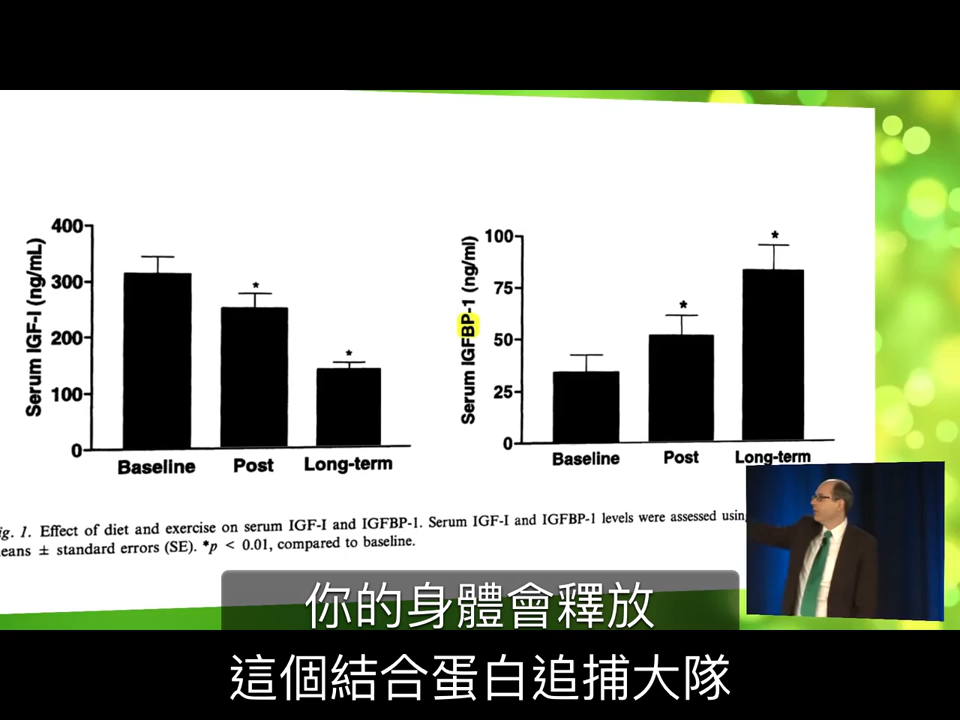 400
300
200
100
0
Serum IGF-I (ng/mL)
*
*
Baseline Post Long-term
100
75
50
25
0
Serum IGFBP-1 (ng/ml)
*
*
Baseline Post Long-term
ig. 1. Effect of diet and exercise on serum IGF-I and IGFBP-1. Serum IGF-I and IGFBP-1 levels were assessed using
eans ± standard errors (SE). *p < 0.01, compared to baseline.
你的身體會釋放
這個結合蛋白追捕大隊